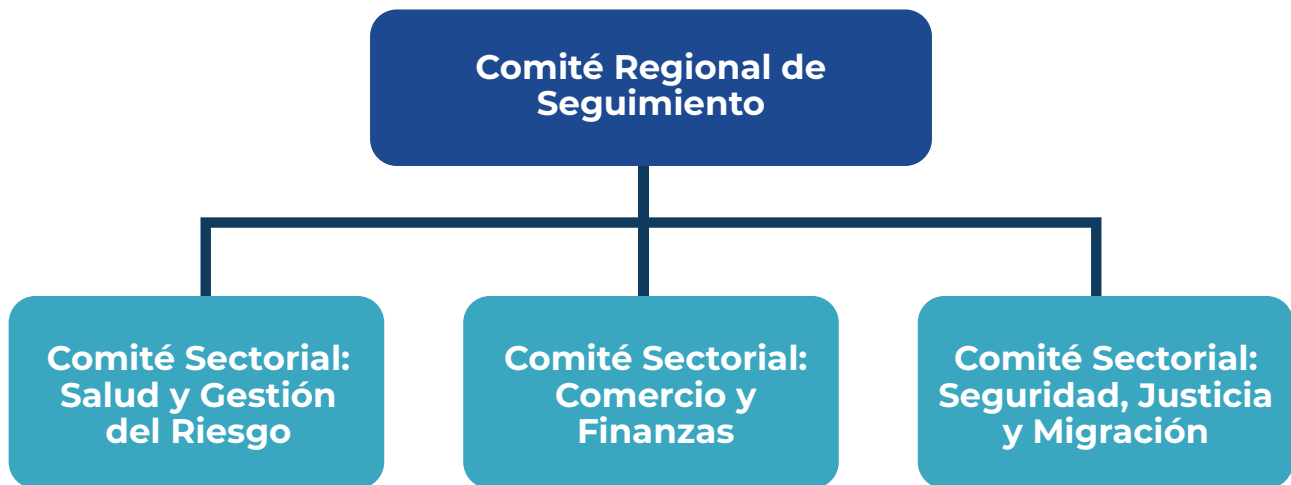 Comité Regional de
Seguimiento
Comité Sectorial:
Salud y Gestión
del Riesgo
Comité Sectorial:
Comercio y
Finanzas
Comité Sectorial:
Seguridad, Justicia
y Migración